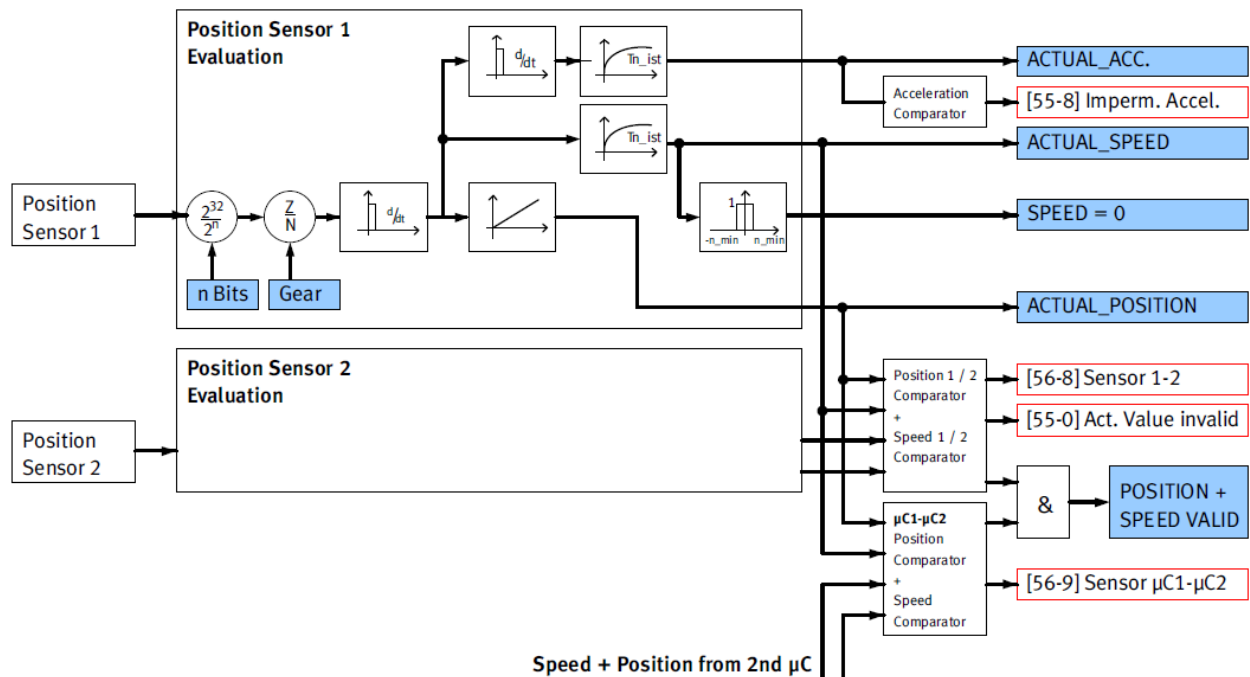 Position Sensor 1
Evaluation
d/dt
Tn_ist
ACTUAL_ACC.
Acceleration
Comparator
[55-8] Imperm. Accel.
Tn_ist
ACTUAL_SPEED
Position
Sensor 1
2^32
2^n
Z
N
d/dt
1
-n_min
n_min
SPEED = 0
n Bits
Gear
ACTUAL_POSITION
Position Sensor 2
Evaluation
Position 1 / 2
Comparator
+
Speed 1 / 2
Comparator
[56-8] Sensor 1-2
[55-0] Act. Value invalid
Position
Sensor 2
&
POSITION +
SPEED VALID
µC1-µC2
Position
Comparator
+
Speed
Comparator
[56-9] Sensor µC1-µC2
Speed + Position from 2nd µC